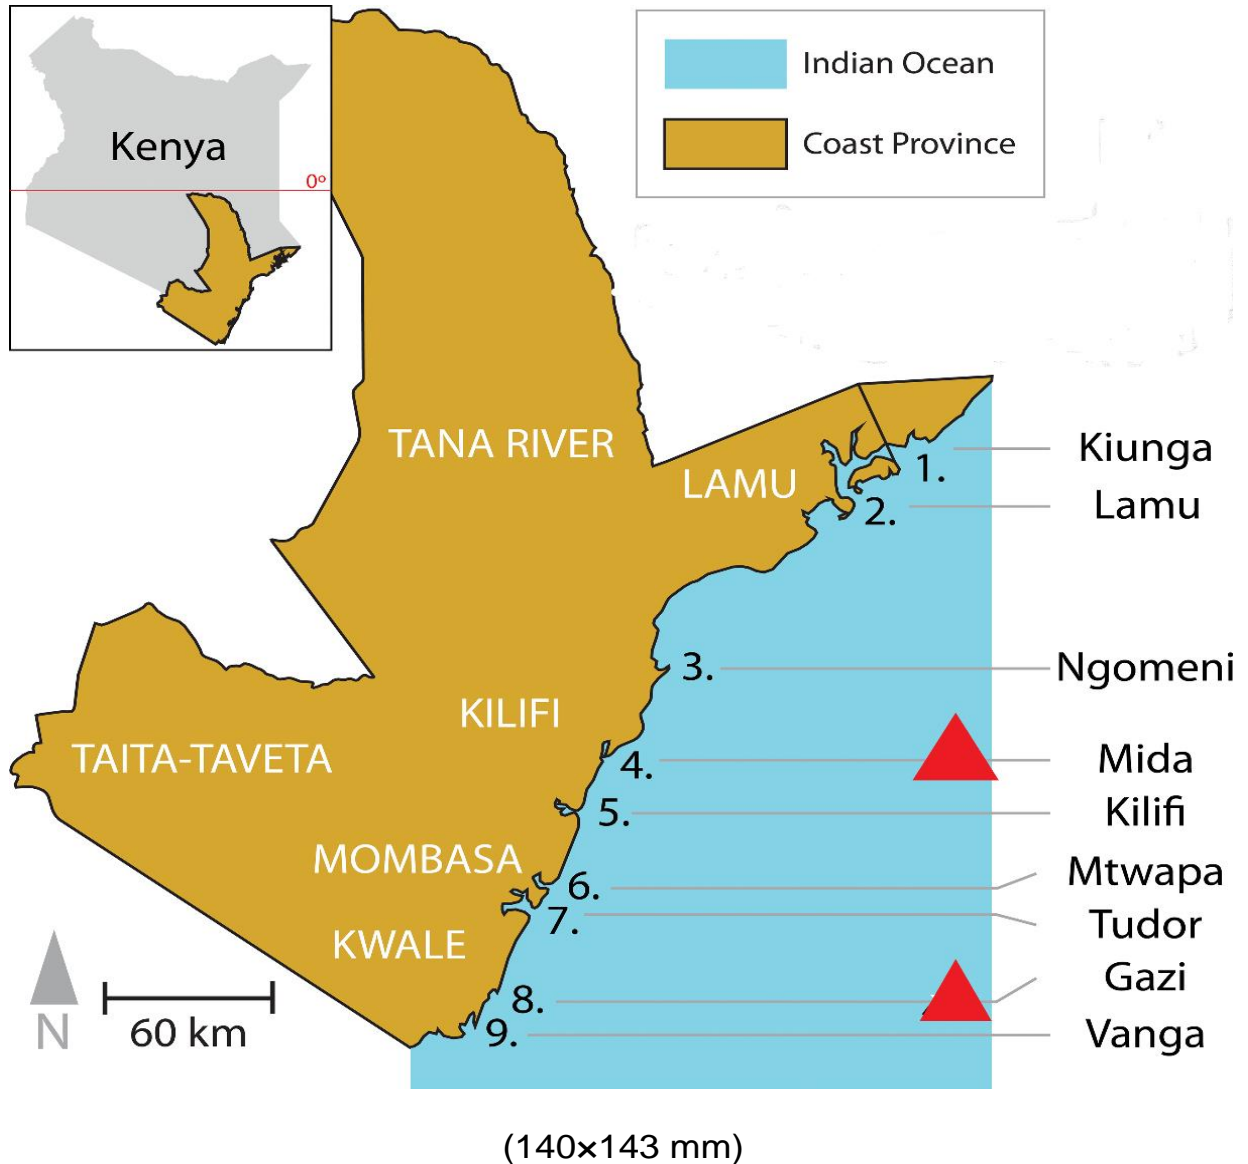 Kenya
0º
Indian Ocean
Coast Province
TANA RIVER
LAMU
KILIFI
TAITA-TAVETA
MOMBASA
KWALE
1.
Kiunga
2.
Lamu
3.
Ngomeni
4.
Mida
5.
Kilifi
6.
Mtwapa
7.
Tudor
8.
Gazi
9.
Vanga
N
60 km
(140×143 mm)